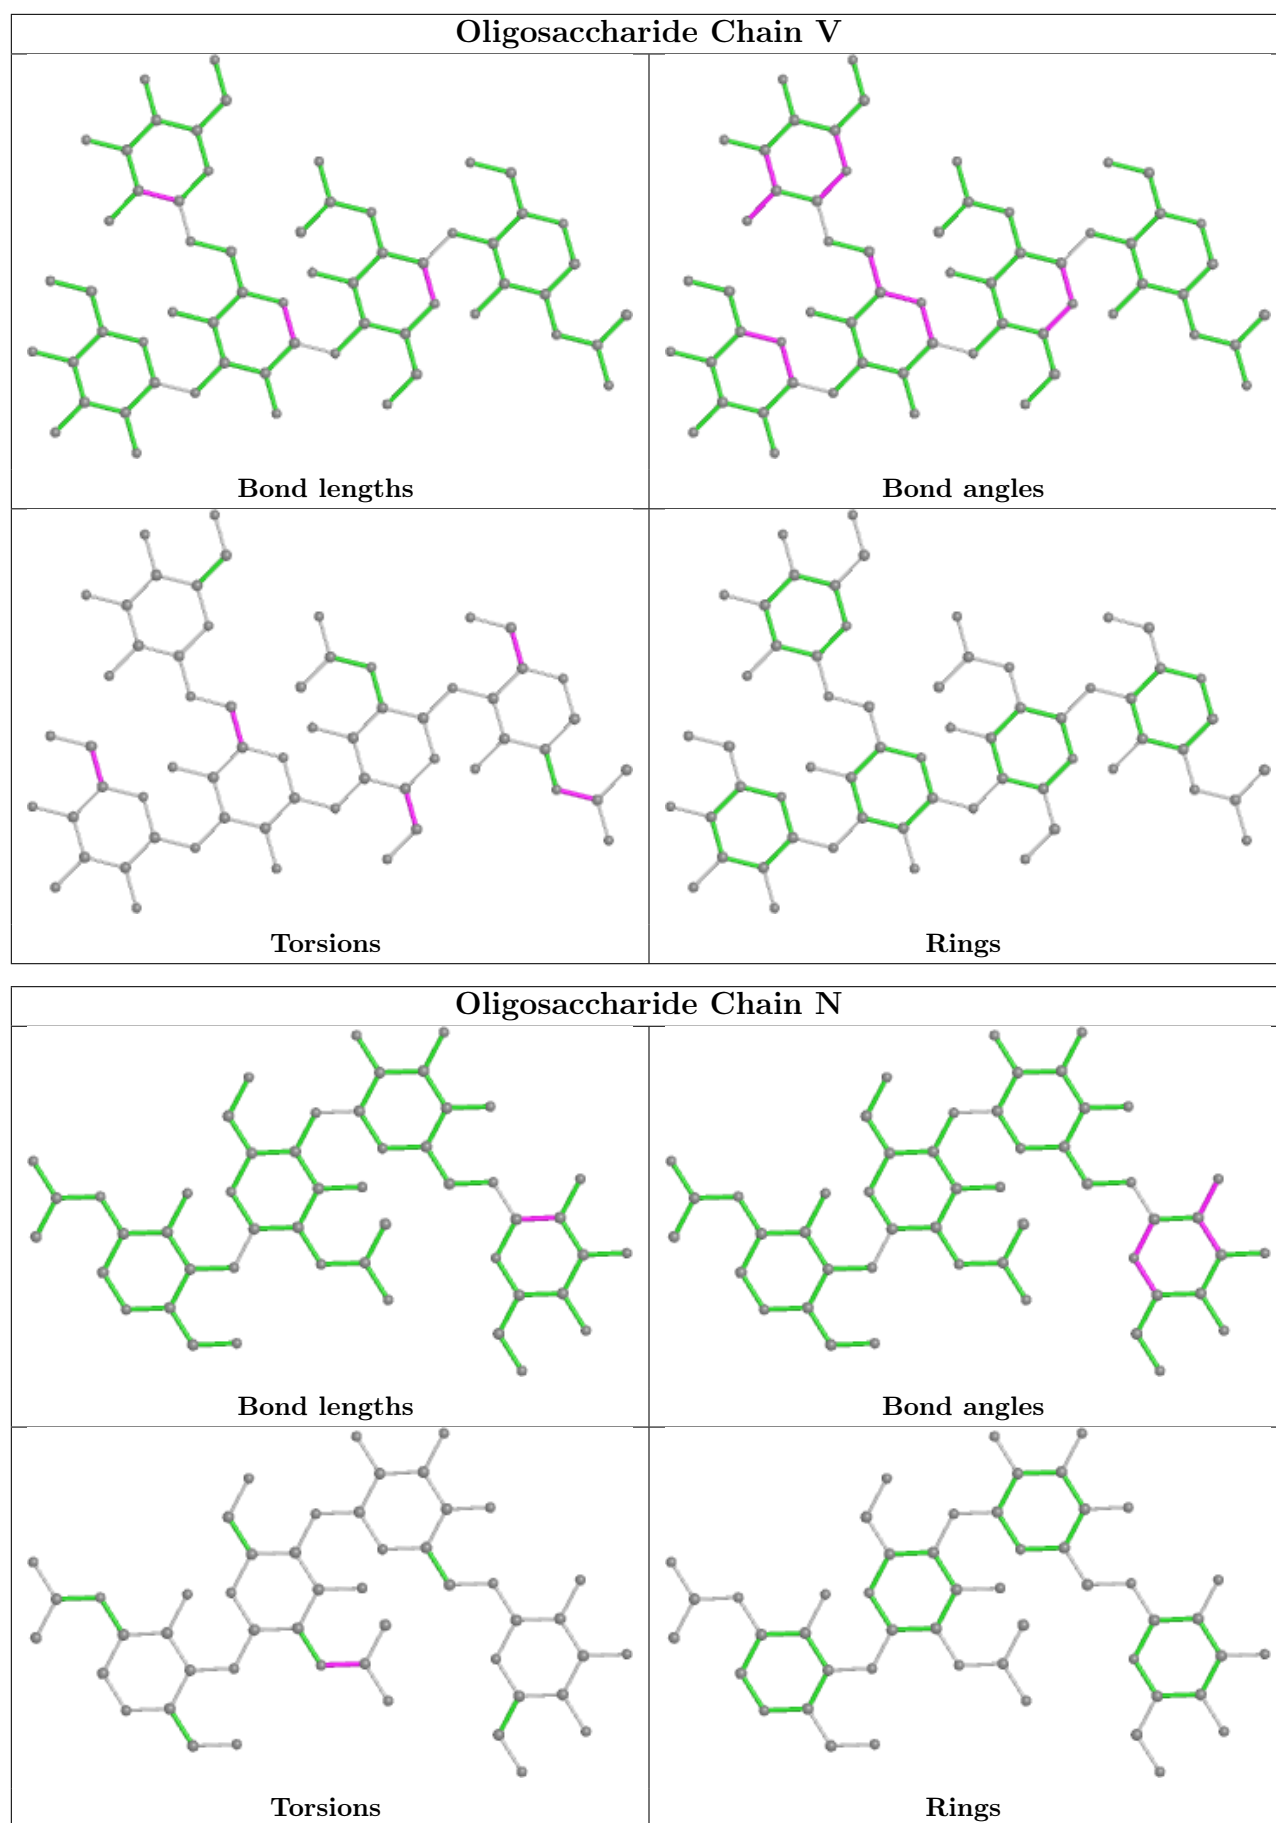 Oligosaccharide Chain V
Bond lengths
Bond angles
Torsions
Rings
Oligosaccharide Chain N
Bond lengths
Bond angles
Torsions
Rings